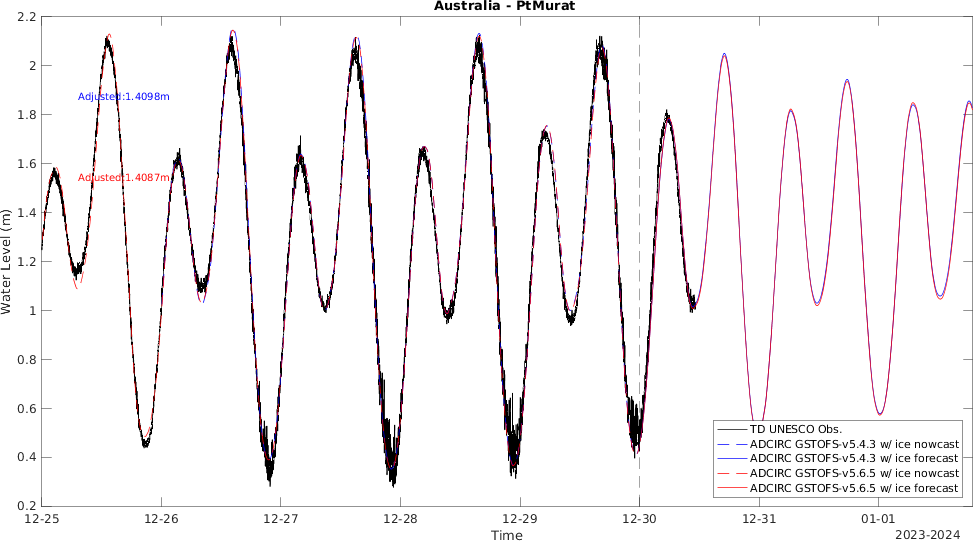 Australia - PtMurat
2.2
2
1.8
1.6
1.4
1.2
1
0.8
0.6
0.4
0.2
Water Level (m)
Adjusted:1.4098m
Adjusted:1.4087m
TD UNESCO Obs.
ADCIRC GSTOFS-v5.4.3 w/ ice nowcast
ADCIRC GSTOFS-v5.4.3 w/ ice forecast
ADCIRC GSTOFS-v5.6.5 w/ ice nowcast
ADCIRC GSTOFS-v5.6.5 w/ ice forecast
12-25 12-26 12-27 12-28 12-29 12-30 12-31 01-01
Time
2023-2024